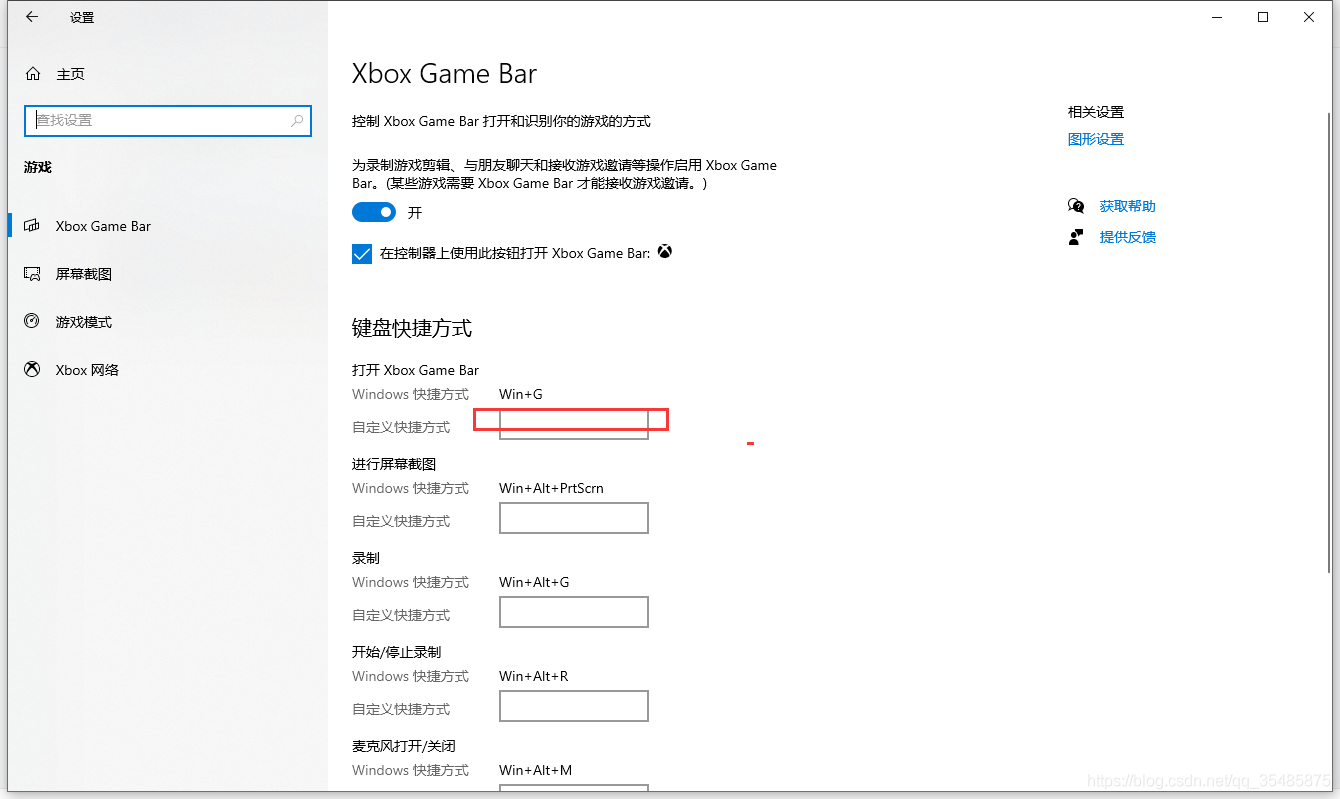 设置
主页
查找设置
游戏
Xbox Game Bar
屏幕截图
游戏模式
Xbox 网络
Xbox Game Bar
控制 Xbox Game Bar 打开和识别你的游戏的方式
为录制游戏剪辑、与朋友聊天和接收游戏邀请等操作启用 Xbox Game
Bar。(某些游戏需要 Xbox Game Bar 才能接收游戏邀请。)
开
在控制器上使用此按钮打开 Xbox Game Bar:
键盘快捷方式
打开 Xbox Game Bar
Windows 快捷方式 Win+G
自定义快捷方式
进行屏幕截图
Windows 快捷方式 Win+Alt+PrtScrn
自定义快捷方式
录制
Windows 快捷方式 Win+Alt+G
自定义快捷方式
开始/停止录制
Windows 快捷方式 Win+Alt+R
自定义快捷方式
麦克风打开/关闭
Windows 快捷方式 Win+Alt+M
相关设置
图形设置
获取帮助
提供反馈
https://blog.csdn.net/qq_35485875